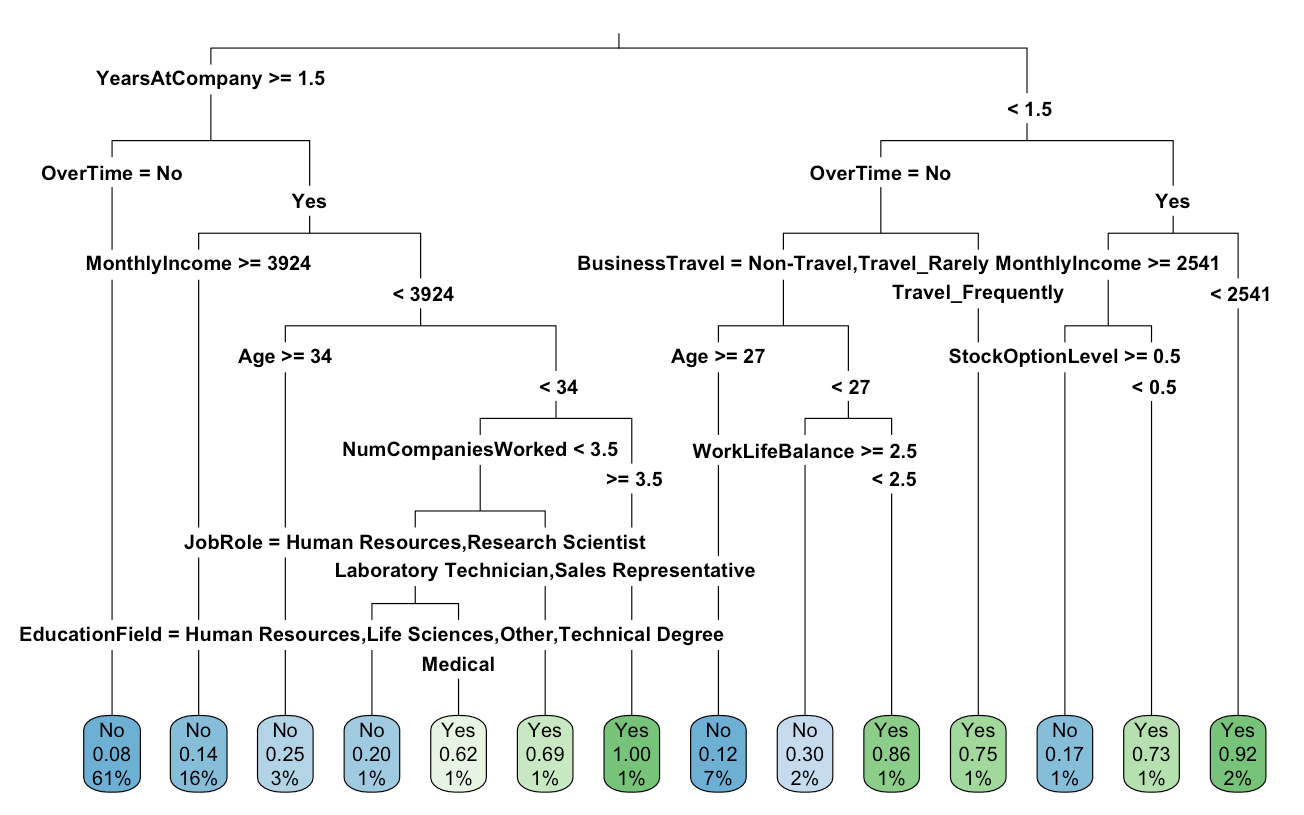 YearsAtCompany >= 1.5
< 1.5
OverTime = No
OverTime = No
Yes
Yes
MonthlyIncome >= 3924
BusinessTravel = Non-Travel,Travel_Rarely
MonthlyIncome >= 2541
< 3924
Travel_Frequently
< 2541
Age >= 34
Age >= 27
StockOptionLevel >= 0.5
< 34
< 27
< 0.5
NumCompaniesWorked < 3.5
WorkLifeBalance >= 2.5
>= 3.5
< 2.5
JobRole = Human Resources,Research Scientist
Laboratory Technician,Sales Representative
EducationField = Human Resources,Life Sciences,Other,Technical Degree
Medical
No
0.08
61%
No
0.14
16%
No
0.25
3%
No
0.20
1%
Yes
0.62
1%
Yes
0.69
1%
Yes
1.00
1%
No
0.12
7%
No
0.30
2%
Yes
0.86
1%
Yes
0.75
1%
No
0.17
1%
Yes
0.73
1%
Yes
0.92
2%